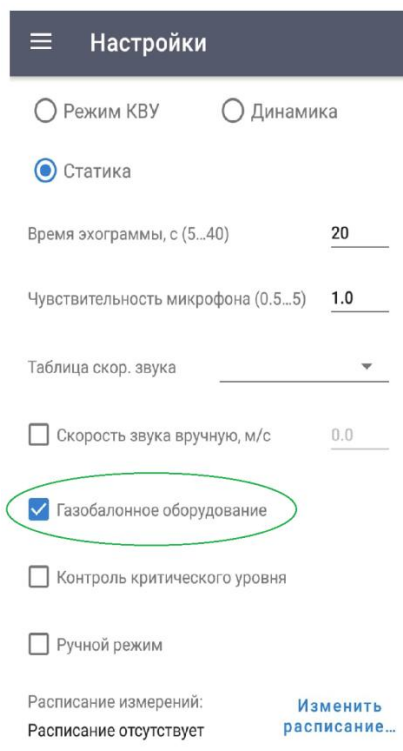 Настройки
Режим КВУ Динамика
Статика
Время эхограммы, с (5...40) 20
Чувствительность микрофона (0.5...5) 1.0
Таблица скор. звука
Скорость звука вручную, м/с 0.0
Газобалонное оборудование
Контроль критического уровня
Ручной режим
Расписание измерений:
Расписание отсутствует
Изменить
расписание...